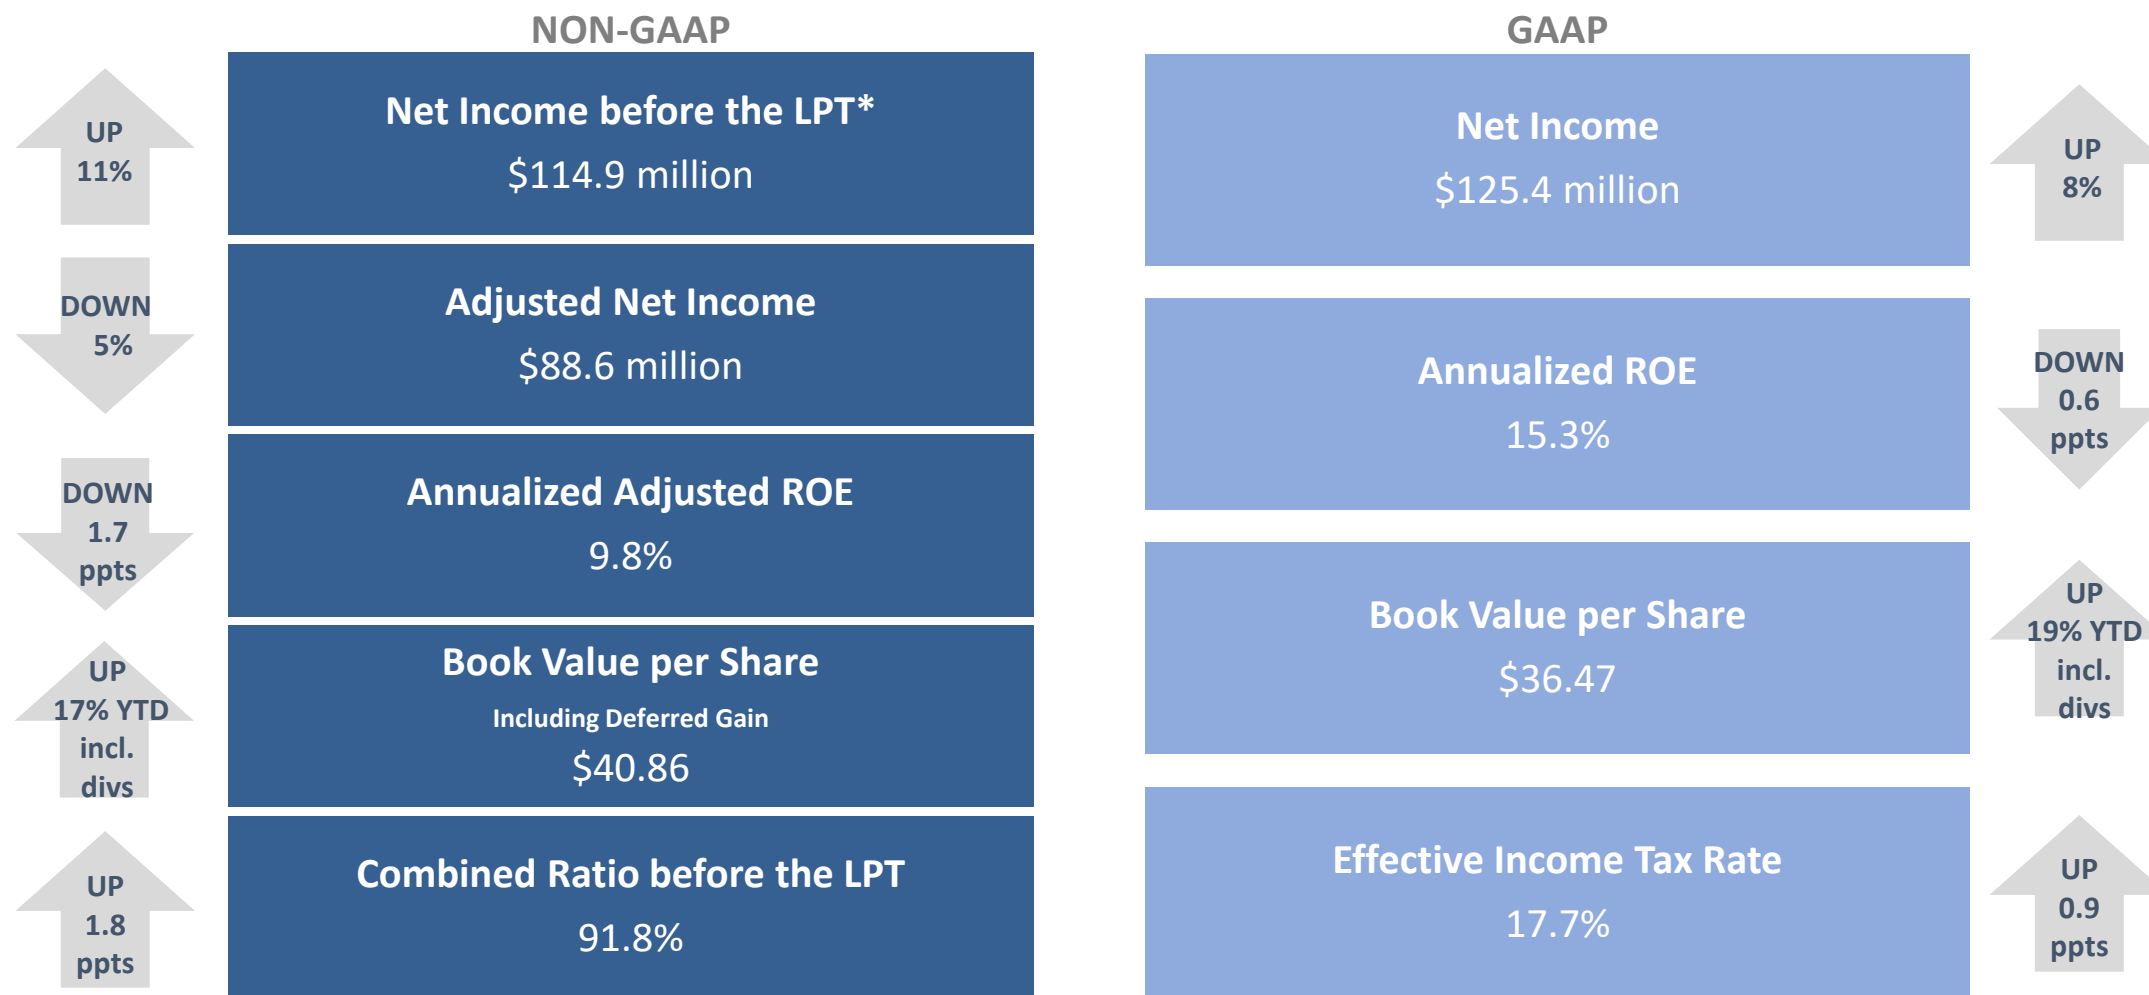 NON-GAAP
UP
11%
Net Income before the LPT*
$114.9 million
DOWN
5%
Adjusted Net Income
$88.6 million
DOWN
1.7
ppts
Annualized Adjusted ROE
9.8%
UP
17% YTD
incl.
divs
Book Value per Share
Including Deferred Gain
$40.86
UP
1.8
ppts
Combined Ratio before the LPT
91.8%
GAAP
Net Income
$125.4 million
UP
8%
Annualized ROE
15.3%
DOWN
0.6
ppts
Book Value per Share
$36.47
UP
19% YTD
incl.
divs
Effective Income Tax Rate
17.7%
UP
0.9
ppts